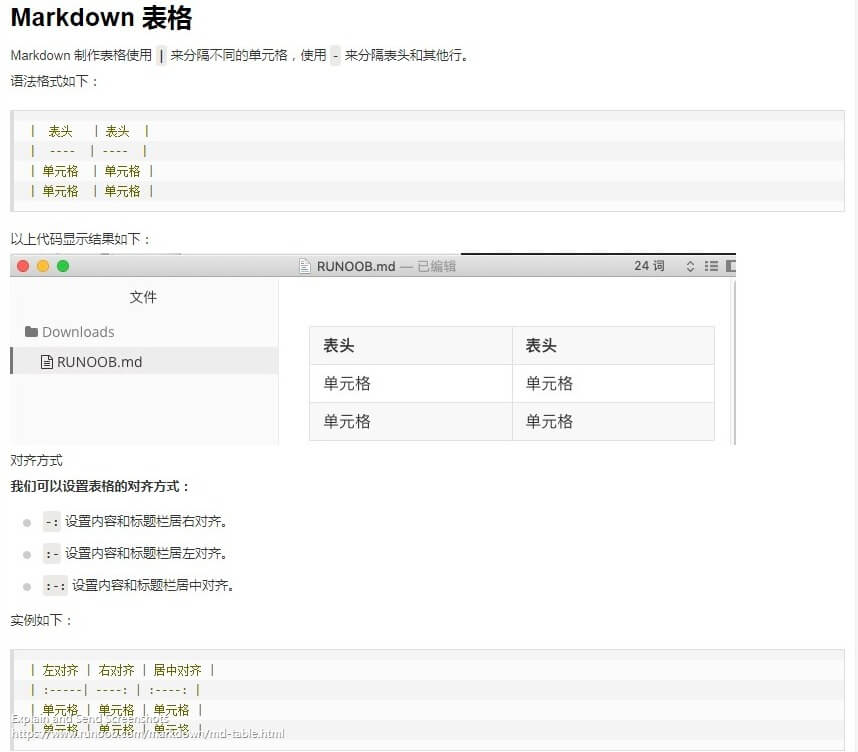 Markdown 表格
Markdown 制作表格使用 | 来分隔不同的单元格，使用 - 来分隔表头和其他行。
语法格式如下：
|  表头   | 表头  |
|  ----  | ----  |
| 单元格  | 单元格 |
| 单元格  | 单元格 |
以上代码显示结果如下：
RUNOOB.md — 已编辑 24 词
文件
Downloads
RUNOOB.md
表头 表头
单元格 单元格
单元格 单元格
对齐方式
我们可以设置表格的对齐方式：
-: 设置内容和标题栏居右对齐。
:- 设置内容和标题栏居左对齐。
:-: 设置内容和标题栏居中对齐。
实例如下：
| 左对齐 | 右对齐 | 居中对齐 |
| :-----| ----: | :----: |
| 单元格 | 单元格 | 单元格 |
| 单元格 | 单元格 | 单元格 |
Explain and Send Screenshots
https://www.runoob.com/markdown/md-table.html